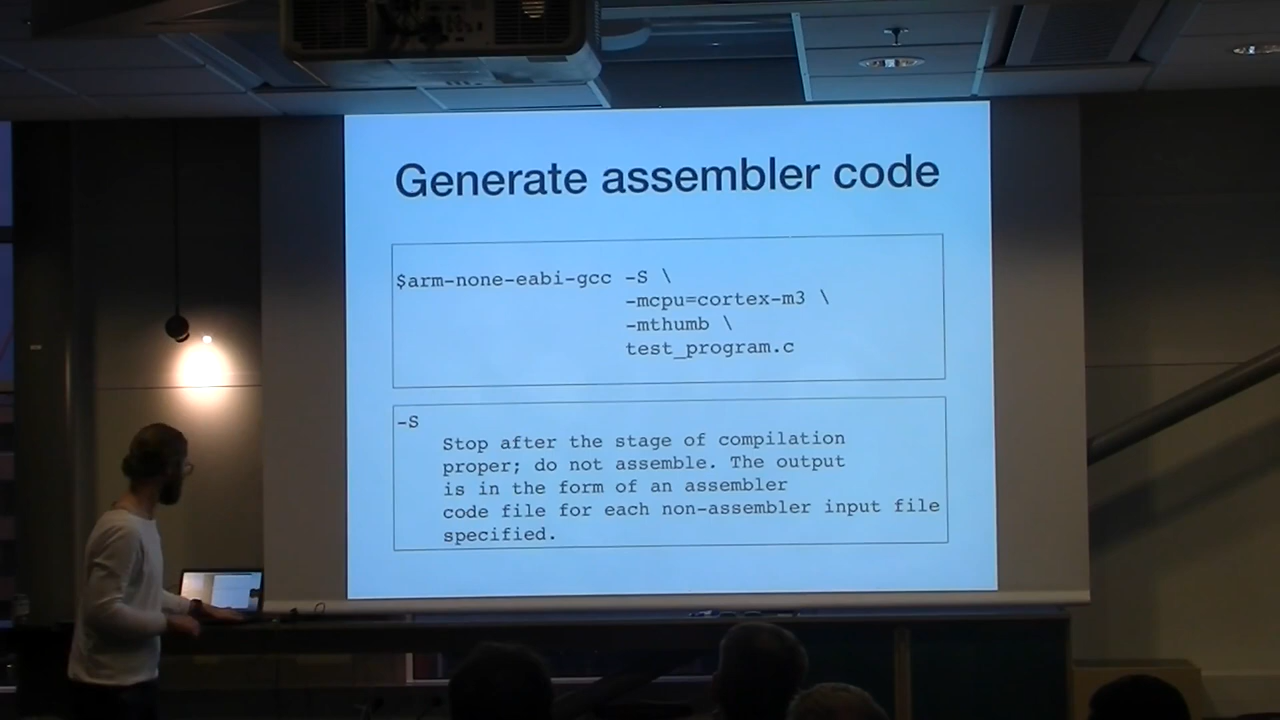 Generate assembler code
$arm-none-eabi-gcc -S \
-mcpu=cortex-m3 \
-mthumb \
test_program.c
-S
Stop after the stage of compilation
proper; do not assemble. The output
is in the form of an assembler
code file for each non-assembler input file
specified.